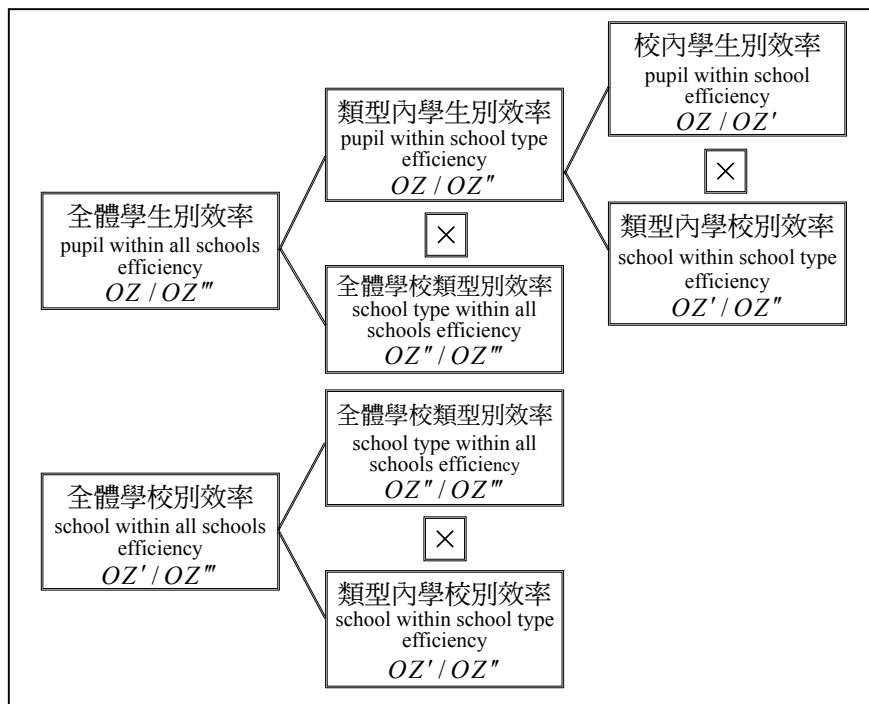 全體學生別效率
pupil within all schools
efficiency
OZ / OZ‴
類型內學生別效率
pupil within school type
efficiency
OZ / OZ″
×
全體學校類型別效率
school type within all
schools efficiency
OZ″ / OZ‴
校內學生別效率
pupil within school
efficiency
OZ / OZ′
×
類型內學校別效率
school within school type
efficiency
OZ′ / OZ″
全體學校別效率
school within all schools
efficiency
OZ′ / OZ‴
全體學校類型別效率
school type within all
schools efficiency
OZ″ / OZ‴
×
類型內學校別效率
school within school type
efficiency
OZ′ / OZ″